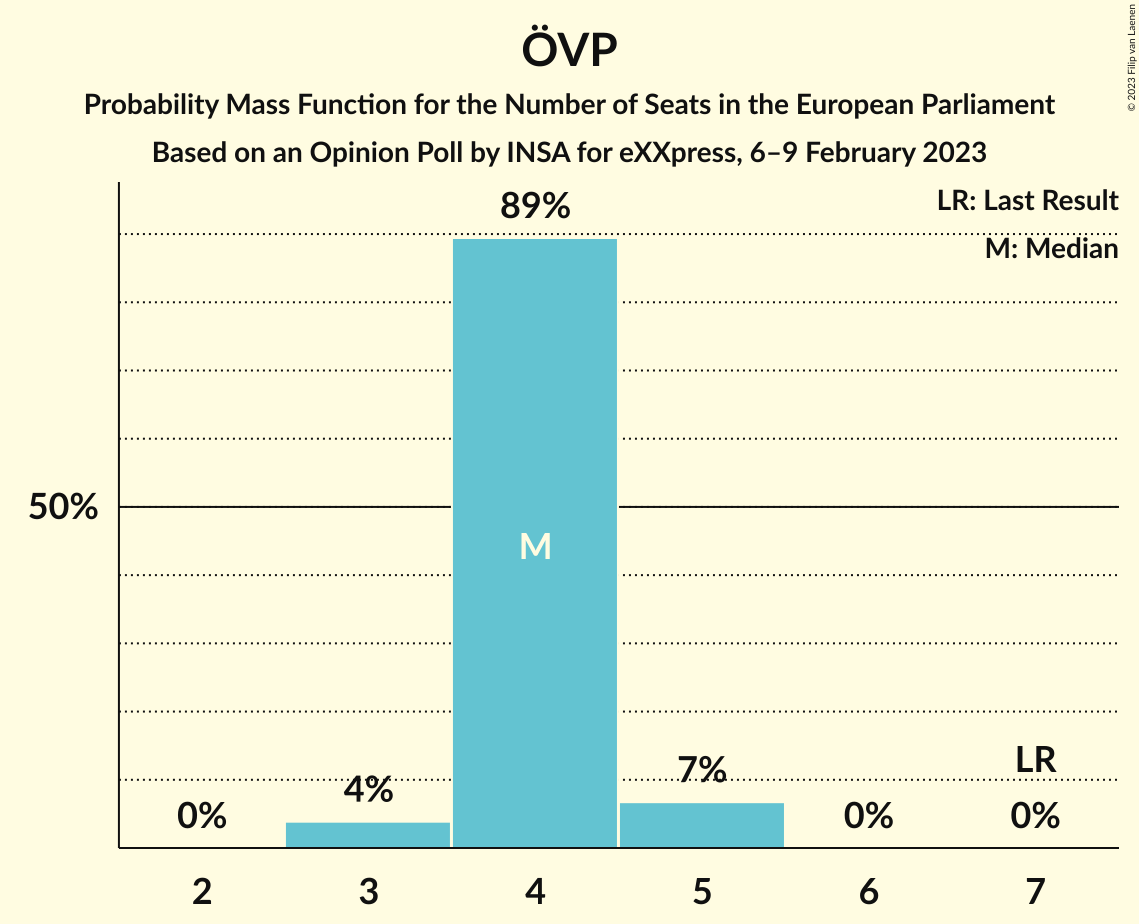 ÖVP
Probability Mass Function for the Number of Seats in the European Parliament
Based on an Opinion Poll by INSA for eXXpress, 6–9 February 2023
© 2023 Filip van Laenen
LR: Last Result
M: Median
89%
50%
M
LR
7%
4%
0%
0%
0%
2 3 4 5 6 7